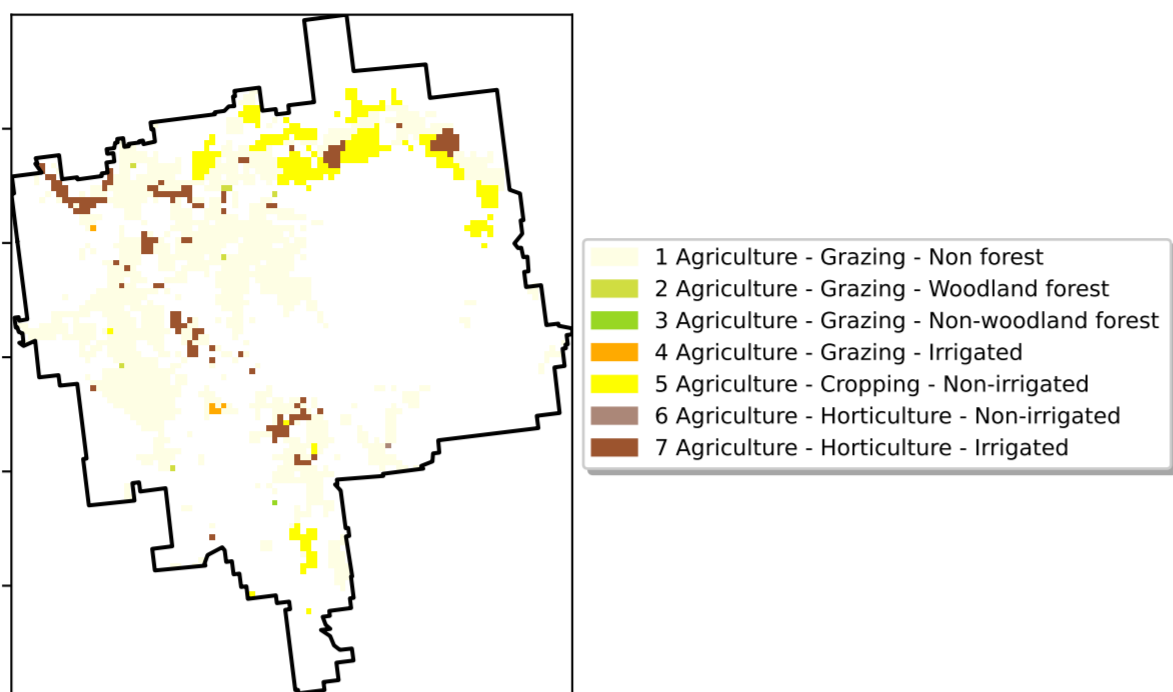 1 Agriculture - Grazing - Non forest
2 Agriculture - Grazing - Woodland forest
3 Agriculture - Grazing - Non-woodland forest
4 Agriculture - Grazing - Irrigated
5 Agriculture - Cropping - Non-irrigated
6 Agriculture - Horticulture - Non-irrigated
7 Agriculture - Horticulture - Irrigated